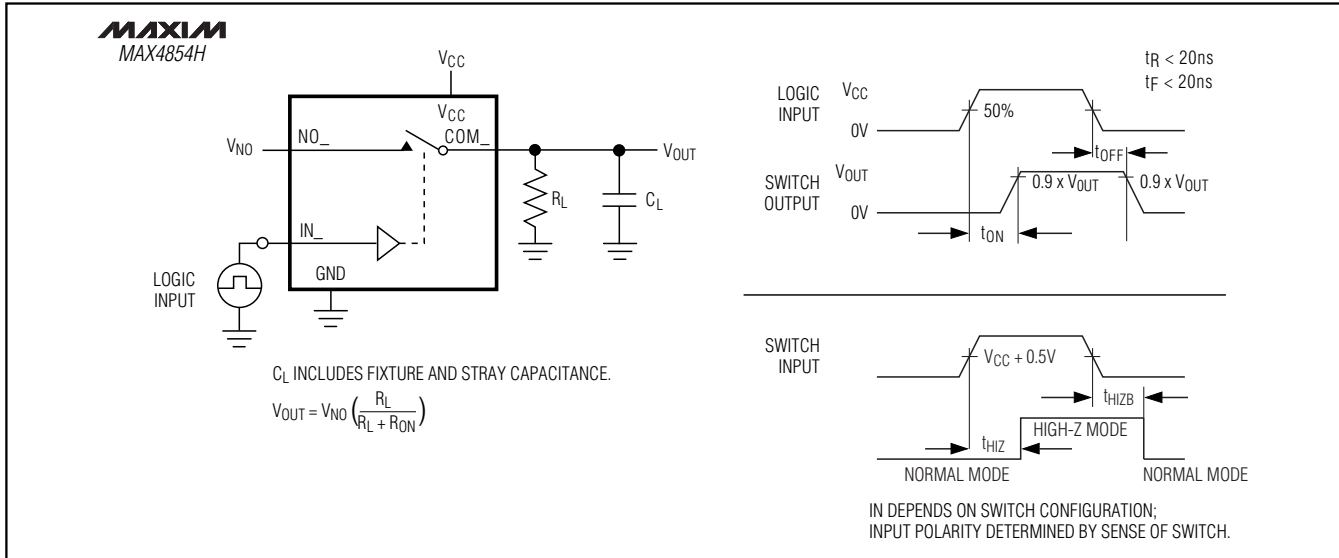 MAXIM
MAX4854H
VCC
VCC
NO_
COM_
VNO
VOUT
RL
CL
IN_
GND
LOGIC
INPUT
CL INCLUDES FIXTURE AND STRAY CAPACITANCE.
VOUT = VNO ( RL / RL + RON )
tR < 20ns
tF < 20ns
LOGIC
INPUT
VCC
0V
50%
tOFF
SWITCH
OUTPUT
VOUT
0V
0.9 x VOUT
0.9 x VOUT
tON
SWITCH
INPUT
VCC + 0.5V
tHIZB
HIGH-Z MODE
tHIZ
NORMAL MODE
NORMAL MODE
IN DEPENDS ON SWITCH CONFIGURATION;
INPUT POLARITY DETERMINED BY SENSE OF SWITCH.